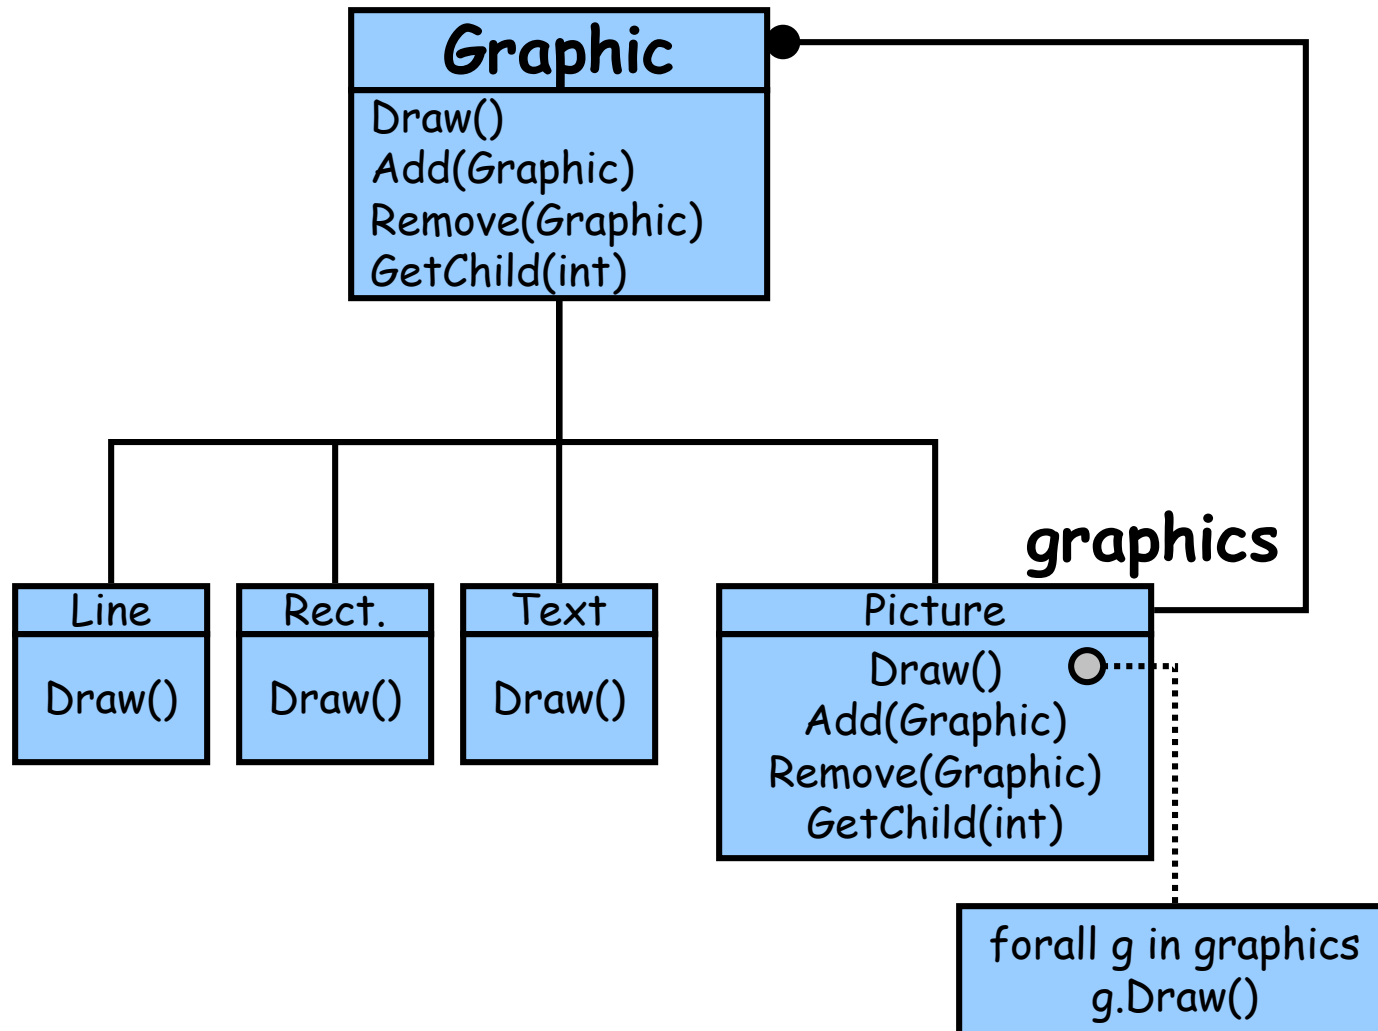 Graphic
Draw()
Add(Graphic)
Remove(Graphic)
GetChild(int)
graphics
Line
Draw()
Rect.
Draw()
Text
Draw()
Picture
Draw()
Add(Graphic)
Remove(Graphic)
GetChild(int)
forall g in graphics
g.Draw()